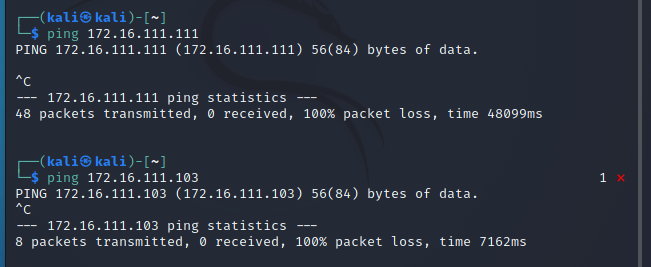 ┌──(kali㉿kali)-[~]
└─$ ping 172.16.111.111
PING 172.16.111.111 (172.16.111.111) 56(84) bytes of data.
^C
--- 172.16.111.111 ping statistics ---
48 packets transmitted, 0 received, 100% packet loss, time 48099ms
┌──(kali㉿kali)-[~]
└─$ ping 172.16.111.103 1 ⨯
PING 172.16.111.103 (172.16.111.103) 56(84) bytes of data.
^C
--- 172.16.111.103 ping statistics ---
8 packets transmitted, 0 received, 100% packet loss, time 7162ms